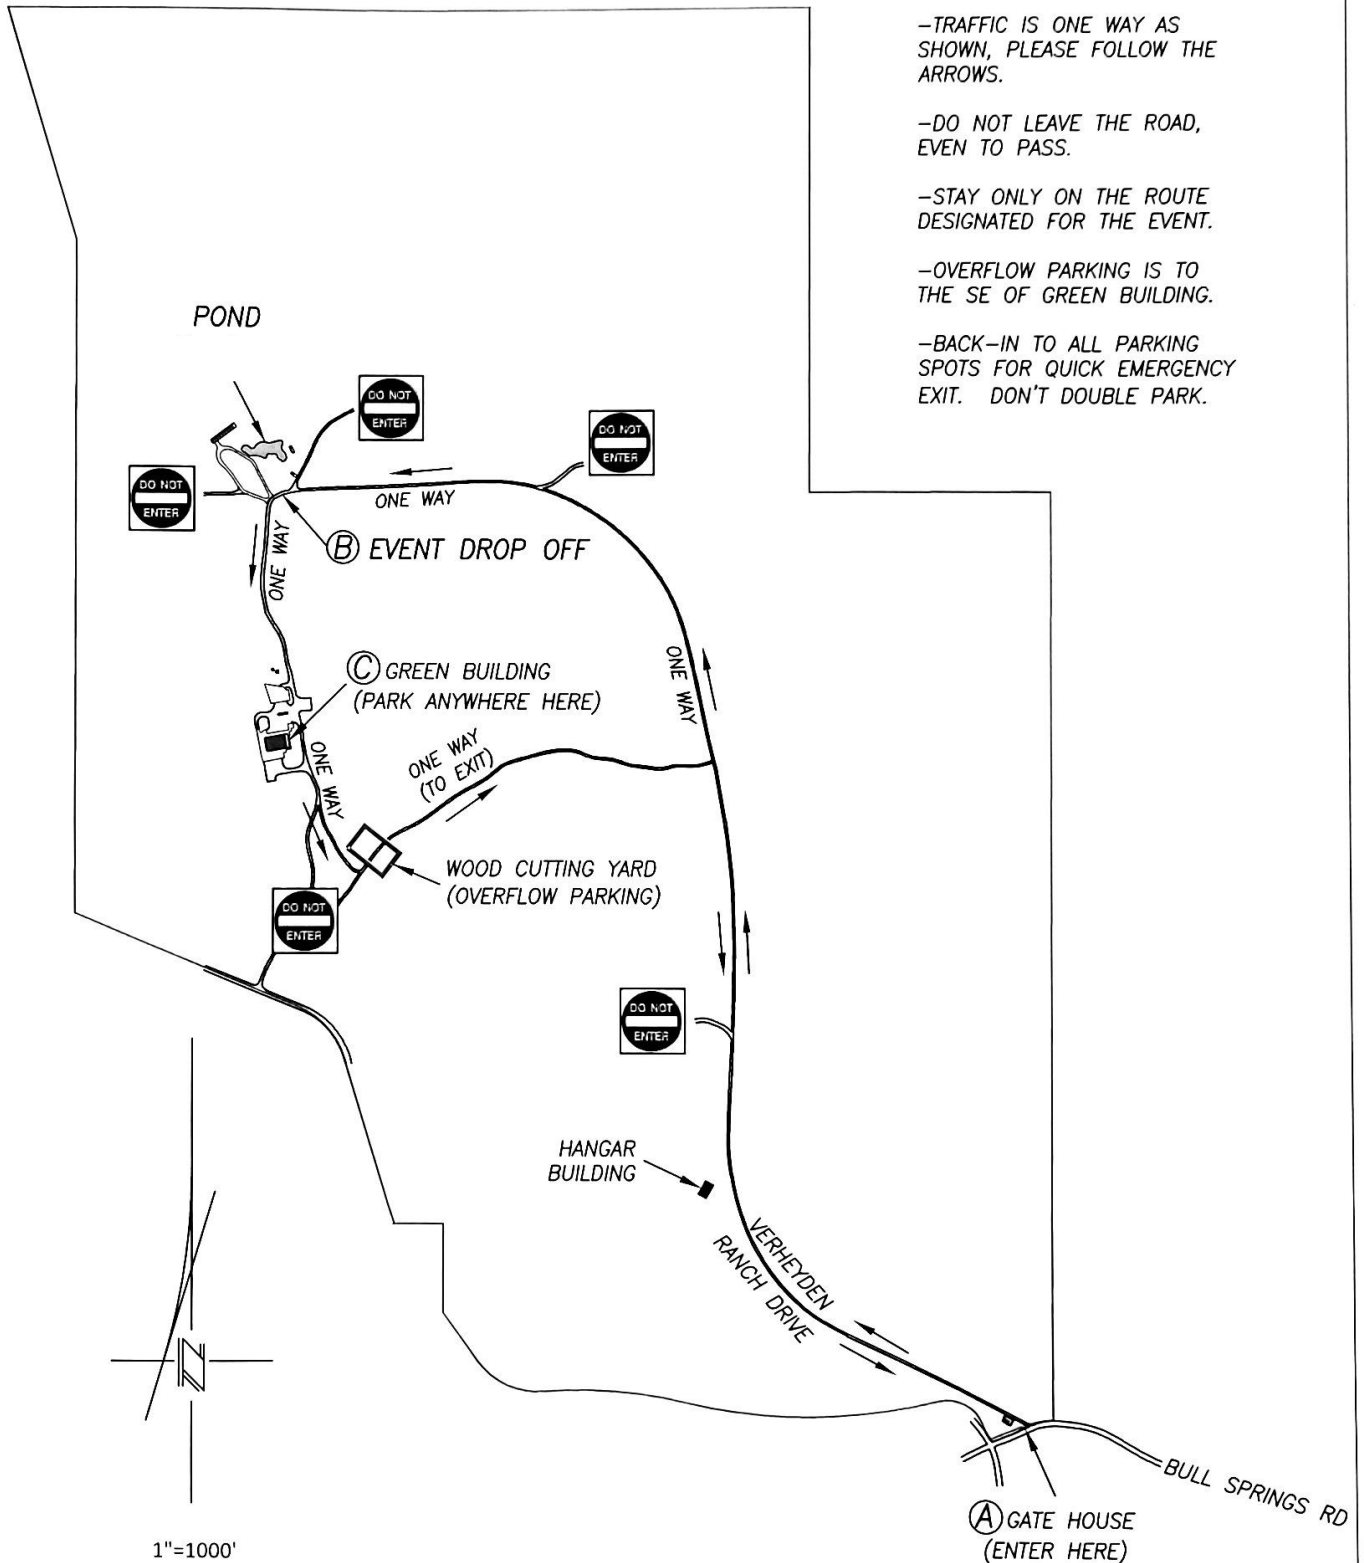 -TRAFFIC IS ONE WAY AS
SHOWN, PLEASE FOLLOW THE
ARROWS.
-DO NOT LEAVE THE ROAD,
EVEN TO PASS.
-STAY ONLY ON THE ROUTE
DESIGNATED FOR THE EVENT.
-OVERFLOW PARKING IS TO
THE SE OF GREEN BUILDING.
-BACK-IN TO ALL PARKING
SPOTS FOR QUICK EMERGENCY
EXIT. DON'T DOUBLE PARK.
POND
DO NOT
ENTER
DO NOT
ENTER
DO NOT
ENTER
ONE WAY
Ⓑ EVENT DROP OFF
ONE WAY
Ⓒ GREEN BUILDING
(PARK ANYWHERE HERE)
ONE WAY
ONE WAY
ONE WAY
(TO EXIT)
WOOD CUTTING YARD
(OVERFLOW PARKING)
DO NOT
ENTER
DO NOT
ENTER
HANGAR
BUILDING
VERHEYDEN
RANCH DRIVE
N
BULL SPRINGS RD
Ⓐ GATE HOUSE
(ENTER HERE)
1"=1000'